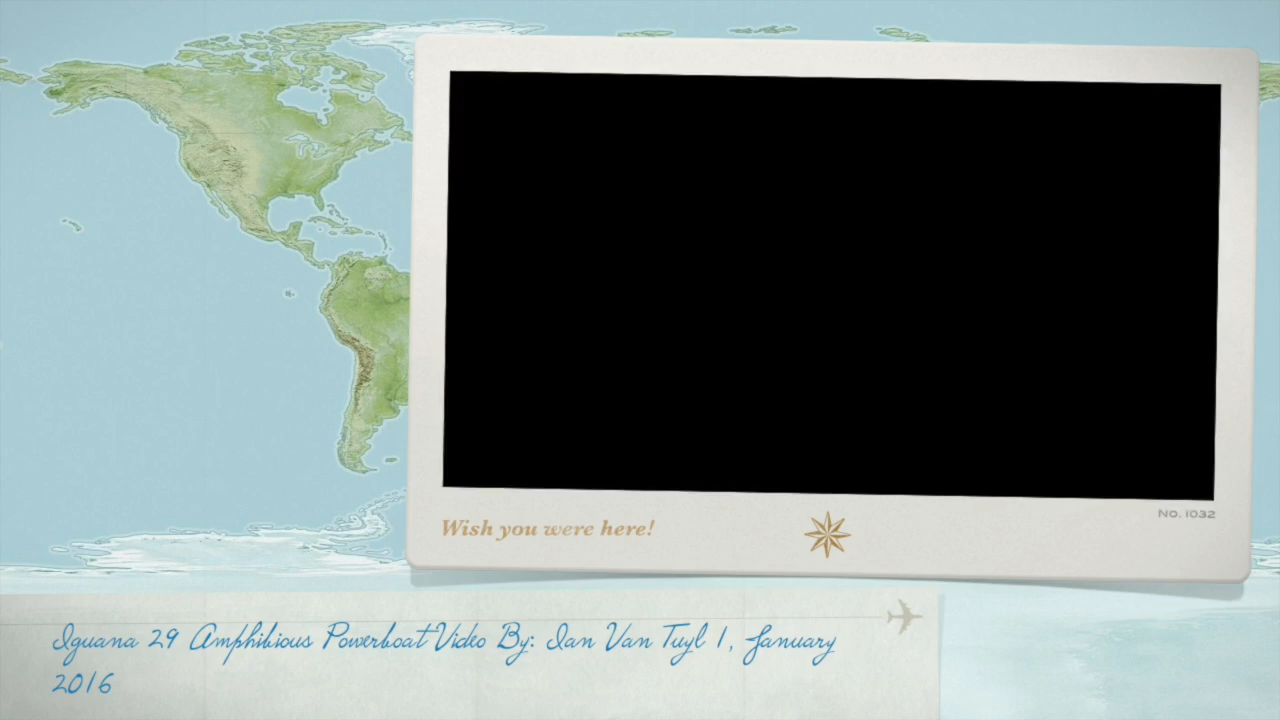 Wish you were here!
No. 1032
Iguana 29 Amphibious Powerboat Video By: Ian Van Tuyl 1, January
2016